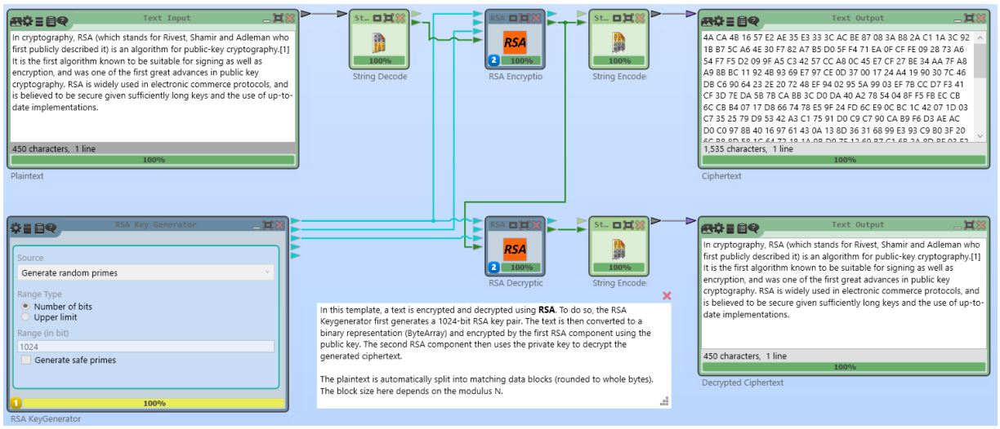 Text Input
In cryptography, RSA (which stands for Rivest, Shamir and Adleman who
first publicly described it) is an algorithm for public-key cryptography.[1]
It is the first algorithm known to be suitable for signing as well as
encryption, and was one of the first great advances in public key
cryptography. RSA is widely used in electronic commerce protocols, and
is believed to be secure given sufficiently long keys and the use of up-to-
date implementations.
450 characters, 1 line
100%
Plaintext
St...
100%
String Decode
RSA
RSA
2 100%
RSA Encryptio
St...
100%
String Encode
Text Output
4A CA 4B 16 57 E2 AE 35 E3 33 3C AC BE 87 08 3A B8 2A C1 1A 3C 92
1B B7 5C A6 4E 30 F7 82 A7 B5 D0 5F F4 71 EA 0F CF FE 09 28 73 A6
54 F7 F5 D2 09 9F A5 C3 42 57 CC A8 0C 45 E7 CF 27 BE 34 AA 7F A8
A9 8B BC 11 92 4B 93 69 E7 97 CE 0D 37 00 17 24 A4 19 90 30 7C 46
DB C6 90 64 23 2E 20 72 48 EF 94 02 95 5A 99 03 EF 7B CC D7 F3 41
CF 3D 7E DA 5B 7B CA BB 3C D0 DA 40 A2 78 54 04 8F F5 FB EC CB
6C CB B4 07 17 D8 66 74 78 E5 9F 24 FD 6C E9 0C BC 1C 42 07 1D 03
C7 35 25 79 D9 53 42 A3 C1 75 91 D0 C9 C7 90 CA B9 F6 D3 AE AC
D0 C0 97 8B 40 16 97 61 43 0A 13 8D 36 31 68 99 E3 93 C9 B0 3F 20
1,535 characters, 1 line
100%
Ciphertext
RSA Key Generator
Source
Generate random primes
Range Type
Number of bits
Upper limit
Range (in bit)
1024
Generate safe primes
1 100%
RSA KeyGenerator
RSA
RSA
2 100%
RSA Decryptic
St...
100%
String Encode
In this template, a text is encrypted and decrypted using RSA. To do so, the RSA
Keygenerator first generates a 1024-bit RSA key pair. The text is then converted to a
binary representation (ByteArray) and encrypted by the first RSA component using the
public key. The second RSA component then uses the private key to decrypt the
generated ciphertext.
The plaintext is automatically split into matching data blocks (rounded to whole bytes).
The block size here depends on the modulus N.
Text Output
In cryptography, RSA (which stands for Rivest, Shamir and Adleman who
first publicly described it) is an algorithm for public-key cryptography.[1]
It is the first algorithm known to be suitable for signing as well as
encryption, and was one of the first great advances in public key
cryptography. RSA is widely used in electronic commerce protocols, and
is believed to be secure given sufficiently long keys and the use of up-to-
date implementations.
450 characters, 1 line
100%
Decrypted Ciphertext